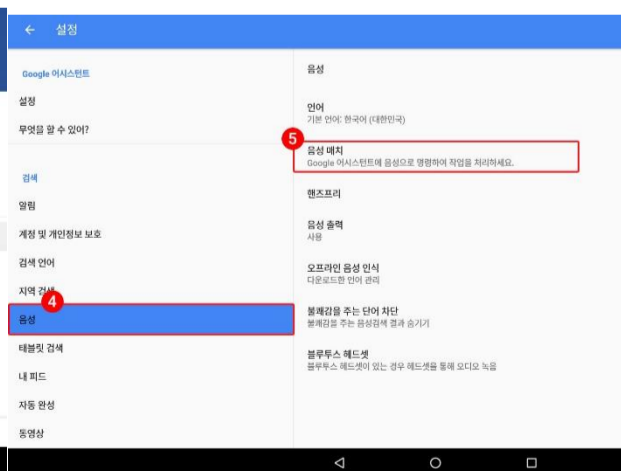 ← 설정
Google 어시스턴트
설정
무엇을 할 수 있어?
검색
알림
계정 및 개인정보 보호
검색 언어
지역 검색
4
음성
태블릿 검색
내 피드
자동 완성
동영상
음성
언어
기본 언어: 한국어 (대한민국)
5
음성 매치
Google 어시스턴트에 음성으로 명령하여 작업을 처리하세요.
핸즈프리
음성 출력
사용
오프라인 음성 인식
다운로드한 언어 관리
불쾌감을 주는 단어 차단
불쾌감을 주는 음성검색 결과 숨기기
블루투스 헤드셋
블루투스 헤드셋이 있는 경우 헤드셋을 통해 오디오 녹음